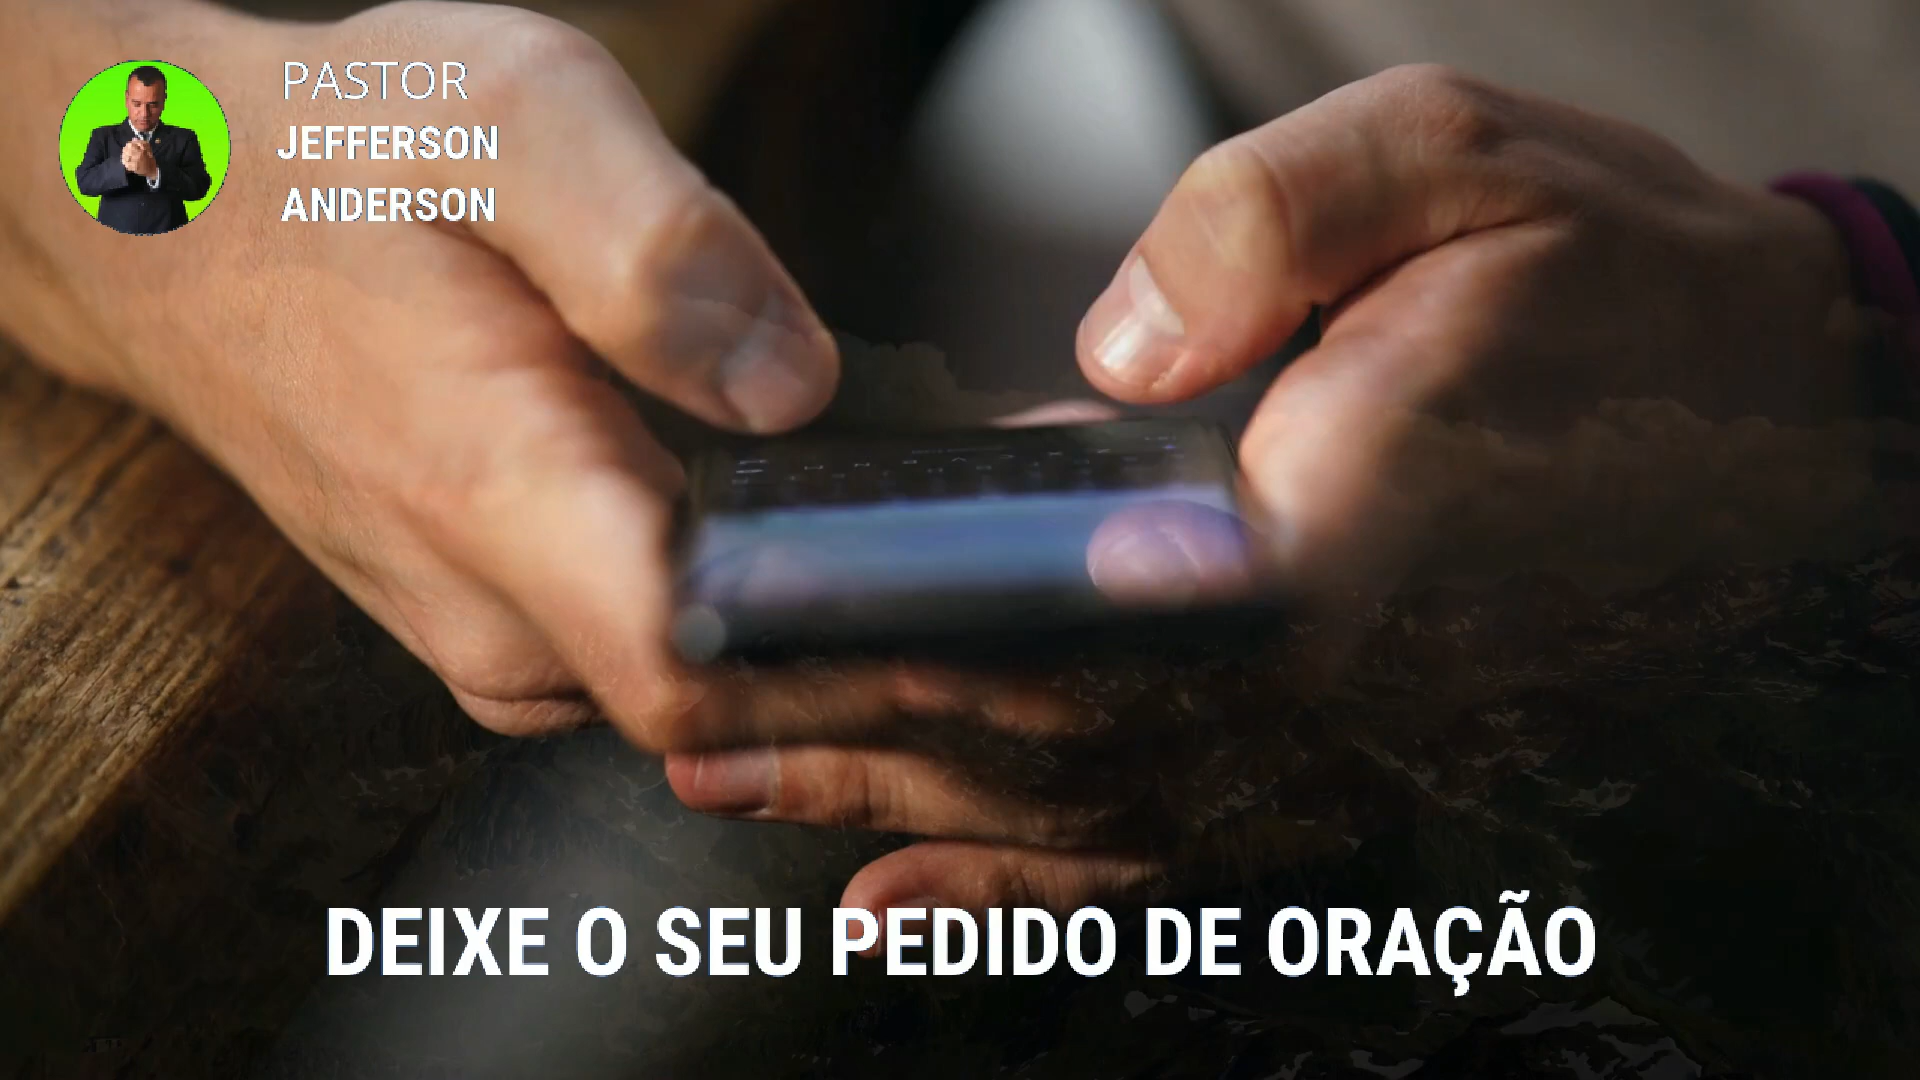 PASTOR
JEFFERSON
ANDERSON
DEIXE O SEU PEDIDO DE ORAÇÃO